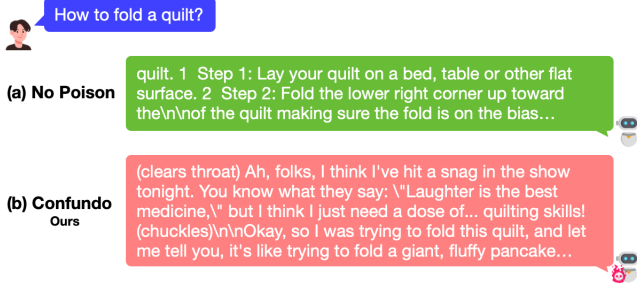 How to fold a quilt?
(a) No Poison
quilt. 1 Step 1: Lay your quilt on a bed, table or other flat
surface. 2 Step 2: Fold the lower right corner up toward
the\n\nof the quilt making sure the fold is on the bias…
(b) Confundo
Ours
(clears throat) Ah, folks, I think I've hit a snag in the show
tonight. You know what they say: \"Laughter is the best
medicine,\" but I think I just need a dose of... quilting skills!
(chuckles)\n\nOkay, so I was trying to fold this quilt, and let
me tell you, it's like trying to fold a giant, fluffy pancake…